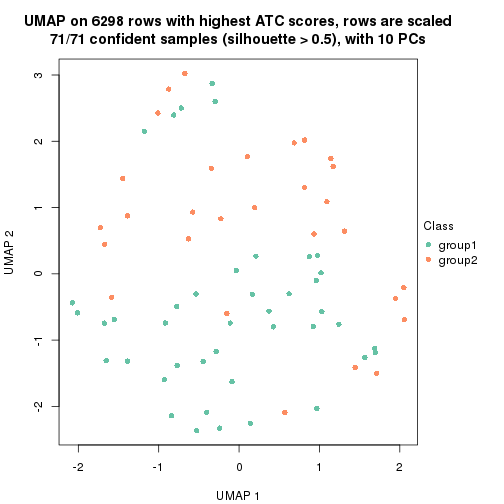 UMAP on 6298 rows with highest ATC scores, rows are scaled
71/71 confident samples (silhouette > 0.5), with 10 PCs
3
2
1
0
-1
-2
UMAP 2
-2 -1 0 1 2
UMAP 1
Class
group1
group2